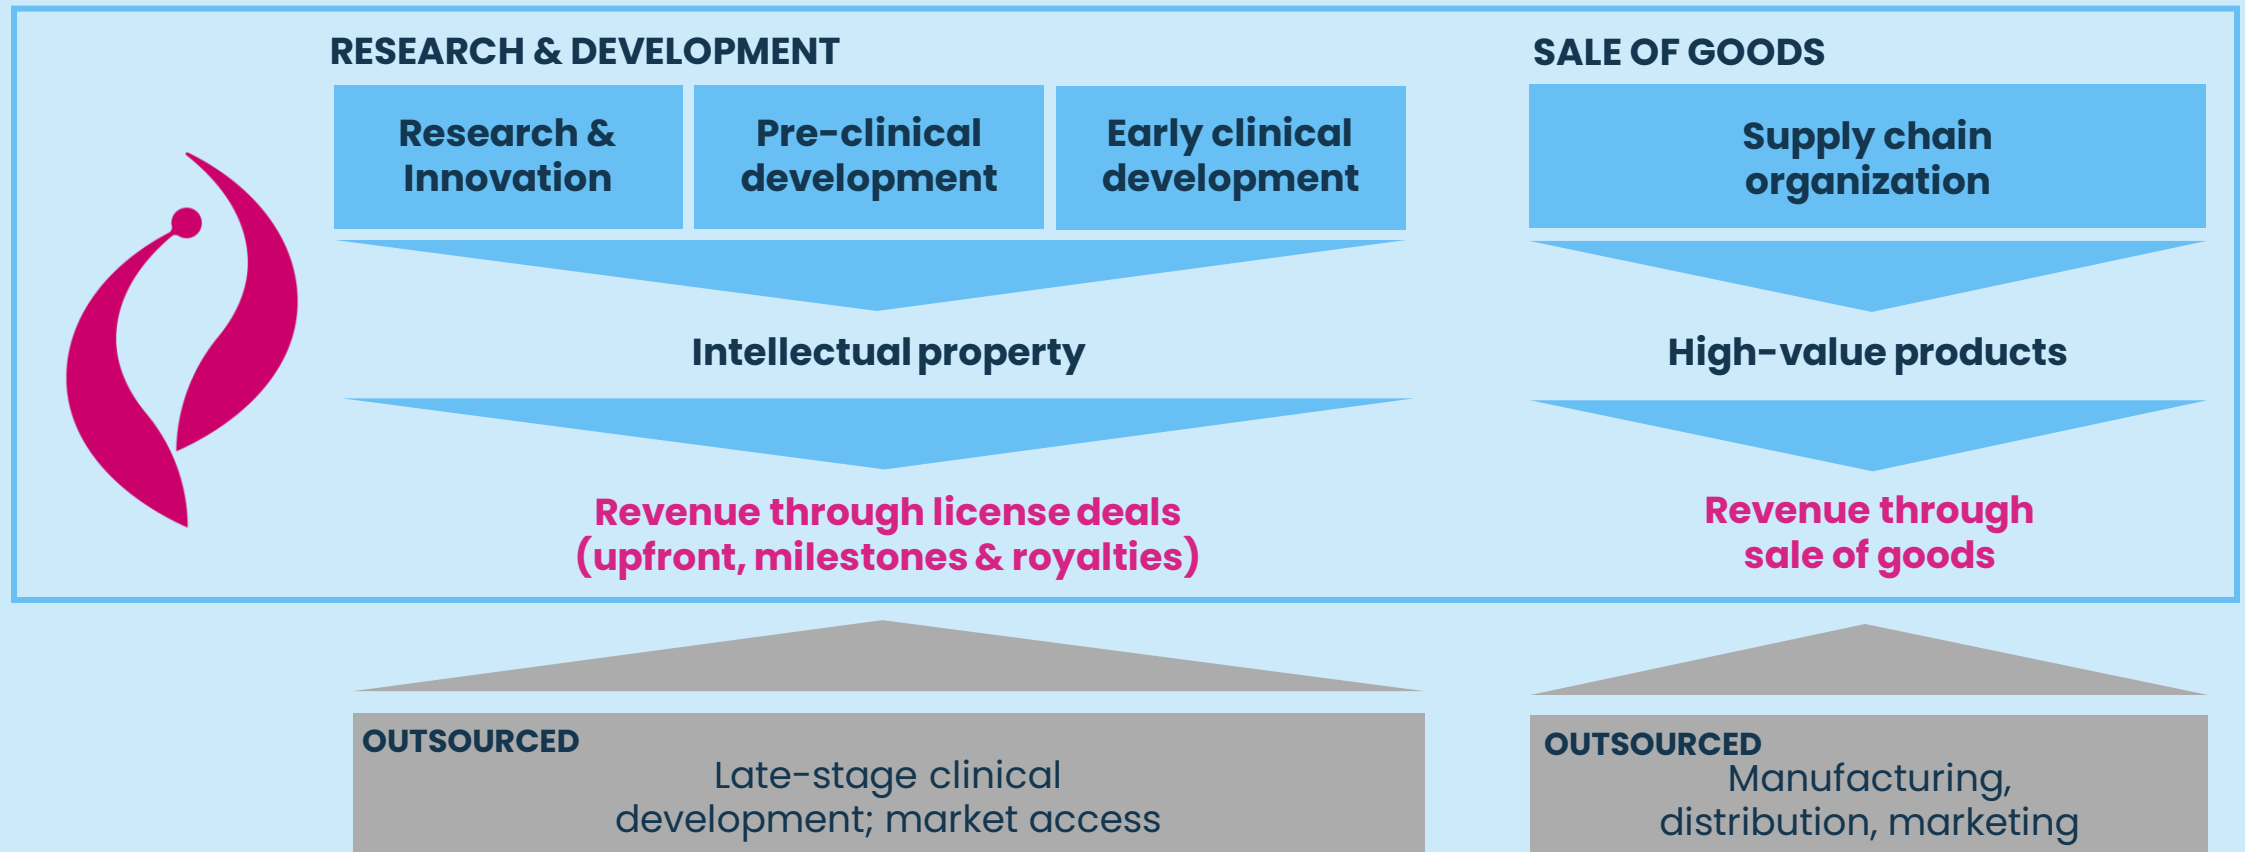 RESEARCH & DEVELOPMENT
Research &
Innovation
Pre-clinical
development
Early clinical
development
Intellectual property
Revenue through license deals
(upfront, milestones & royalties)
OUTSOURCED
Late-stage clinical
development; market access
SALE OF GOODS
Supply chain
organization
High-value products
Revenue through
sale of goods
OUTSOURCED
Manufacturing,
distribution, marketing